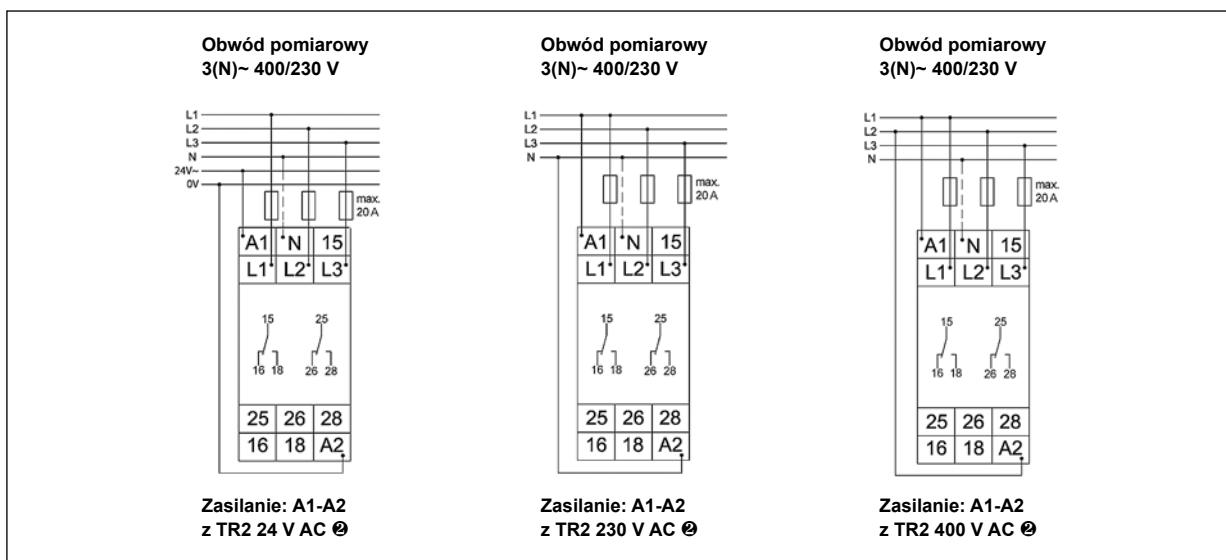 Obwód pomiarowy
3(N)~ 400/230 V
L1
L2
L3
N
24V~
0V
max.
20 A
A1 N 15
L1 L2 L3
15 25
16 18 26 28
25 26 28
16 18 A2
Zasilanie: A1-A2
z TR2 24 V AC ❷
Obwód pomiarowy
3(N)~ 400/230 V
L1
L2
L3
N
max.
20 A
A1 N 15
L1 L2 L3
15 25
16 18 26 28
25 26 28
16 18 A2
Zasilanie: A1-A2
z TR2 230 V AC ❷
Obwód pomiarowy
3(N)~ 400/230 V
L1
L2
L3
N
max.
20 A
A1 N 15
L1 L2 L3
15 25
16 18 26 28
25 26 28
16 18 A2
Zasilanie: A1-A2
z TR2 400 V AC ❷